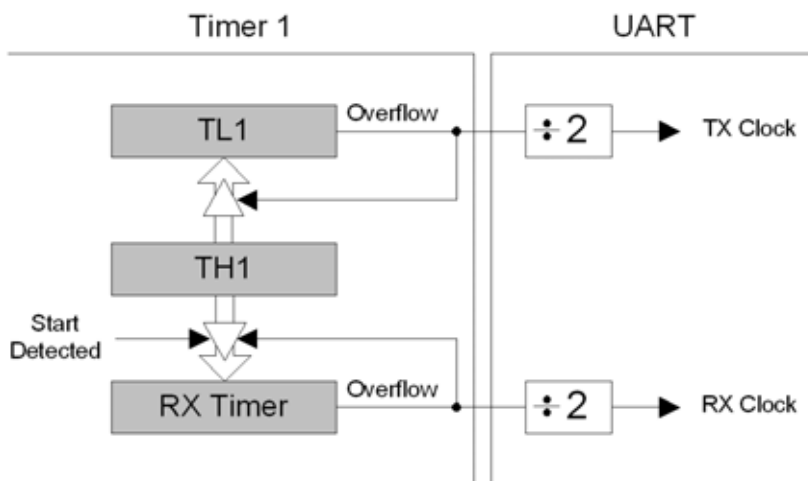 Timer 1
UART
TL1
Overflow
÷ 2
TX Clock
TH1
Start
Detected
RX Timer
Overflow
÷ 2
RX Clock